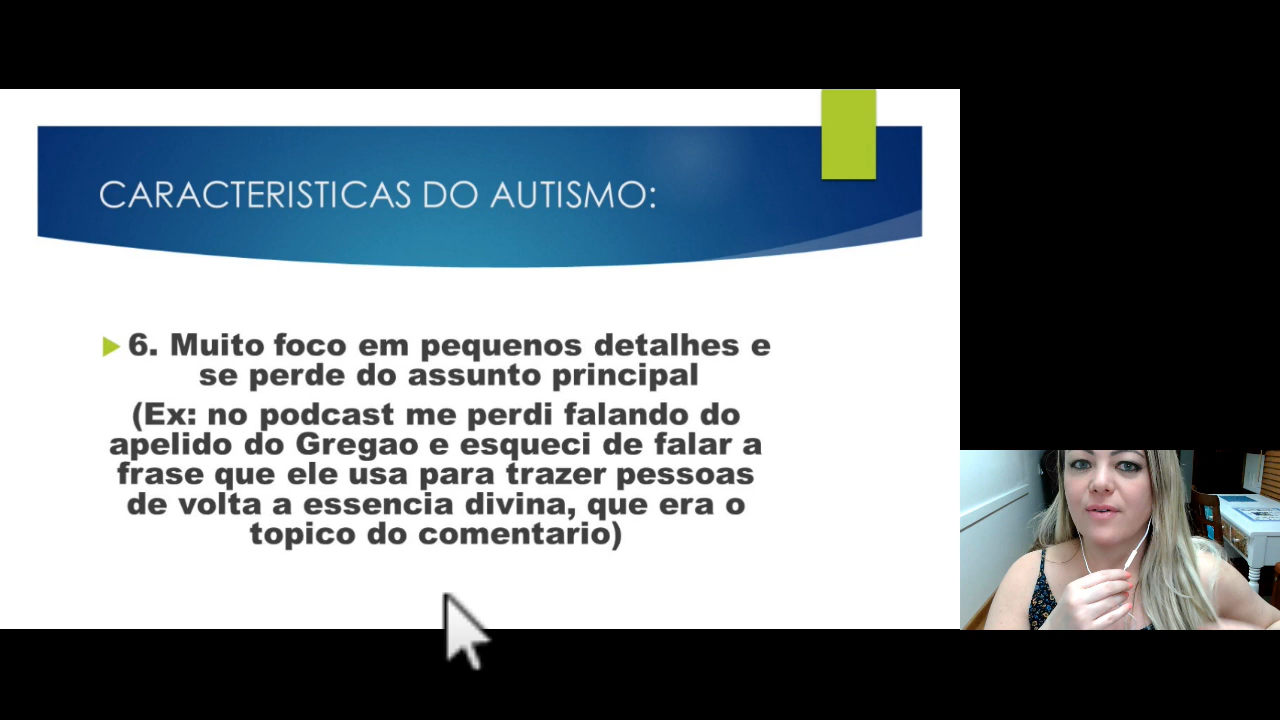 CARACTERISTICAS DO AUTISMO:
6. Muito foco em pequenos detalhes e
se perde do assunto principal
(Ex: no podcast me perdi falando do
apelido do Gregao e esqueci de falar a
frase que ele usa para trazer pessoas
de volta a essencia divina, que era o
topico do comentario)